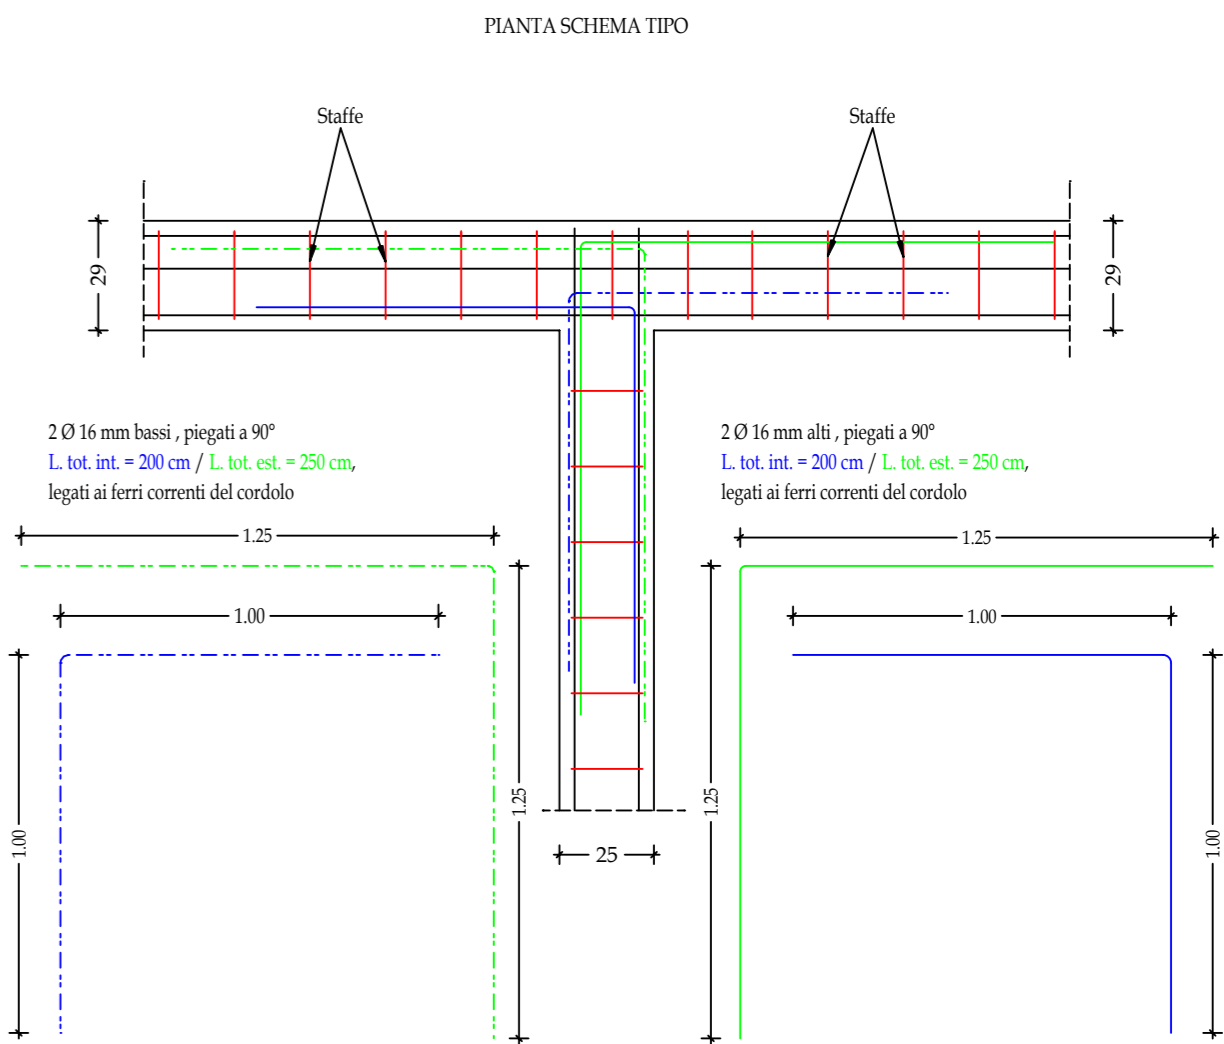 PIANTA SCHEMA TIPO
Staffe
Staffe
29
29
2 Ø 16 mm bassi , piegati a 90°
L. tot. int. = 200 cm / L. tot. est. = 250 cm,
legati ai ferri correnti del cordolo
2 Ø 16 mm alti , piegati a 90°
L. tot. int. = 200 cm / L. tot. est. = 250 cm,
legati ai ferri correnti del cordolo
1.25
1.25
1.00
1.00
1.25
1.25
1.00
1.00
25